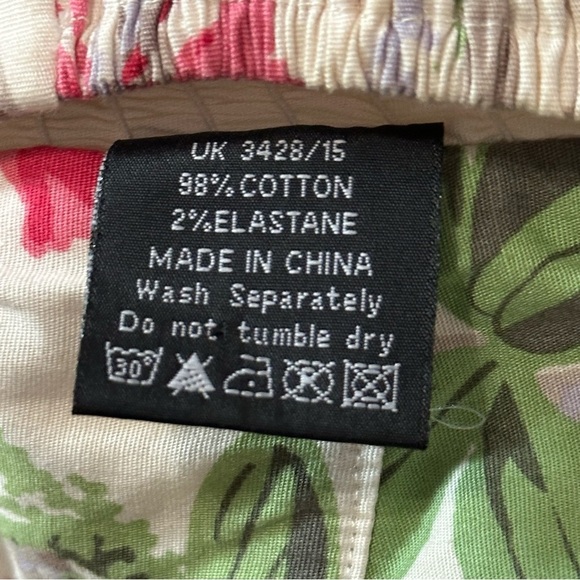 UK 3428/15
98% COTTON
2% ELASTANE
MADE IN CHINA
Wash Separately
Do not tumble dry
30°